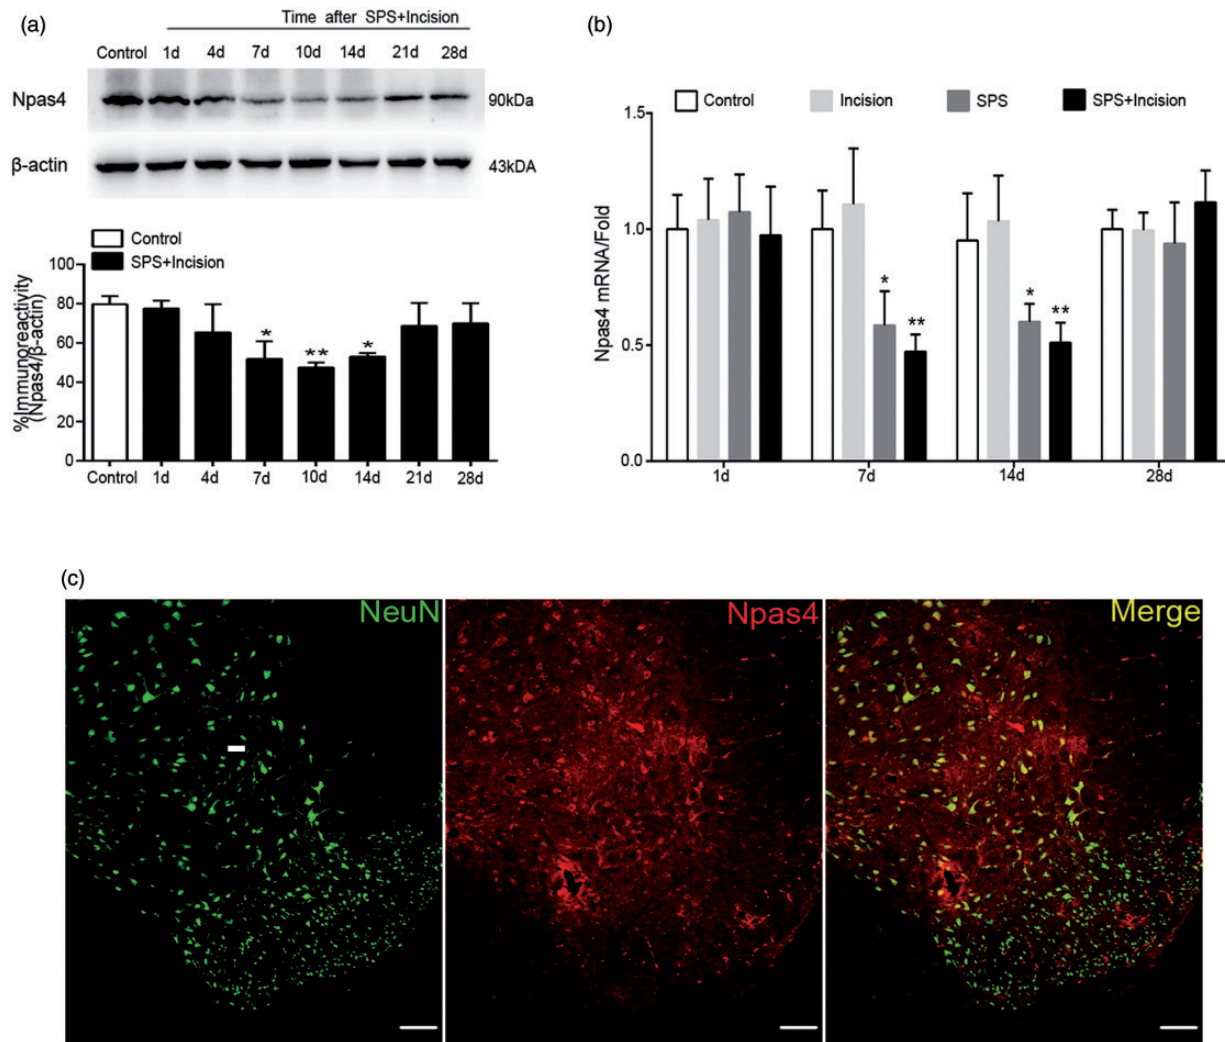 (a)
Time after SPS+Incision
Control 1d 4d 7d 10d 14d 21d 28d
Npas4 90kDa
β-actin 43kDA
Control
SPS+Incision
%Immunoreactivity
(Npas4/β-actin)
100
80
60
40
20
0
* ** *
Control 1d 4d 7d 10d 14d 21d 28d
(b)
Control Incision SPS SPS+Incision
Npas4 mRNA/Fold
1.5
1.0
0.5
0.0
* ** * **
1d 7d 14d 28d
(c)
NeuN Npas4 Merge